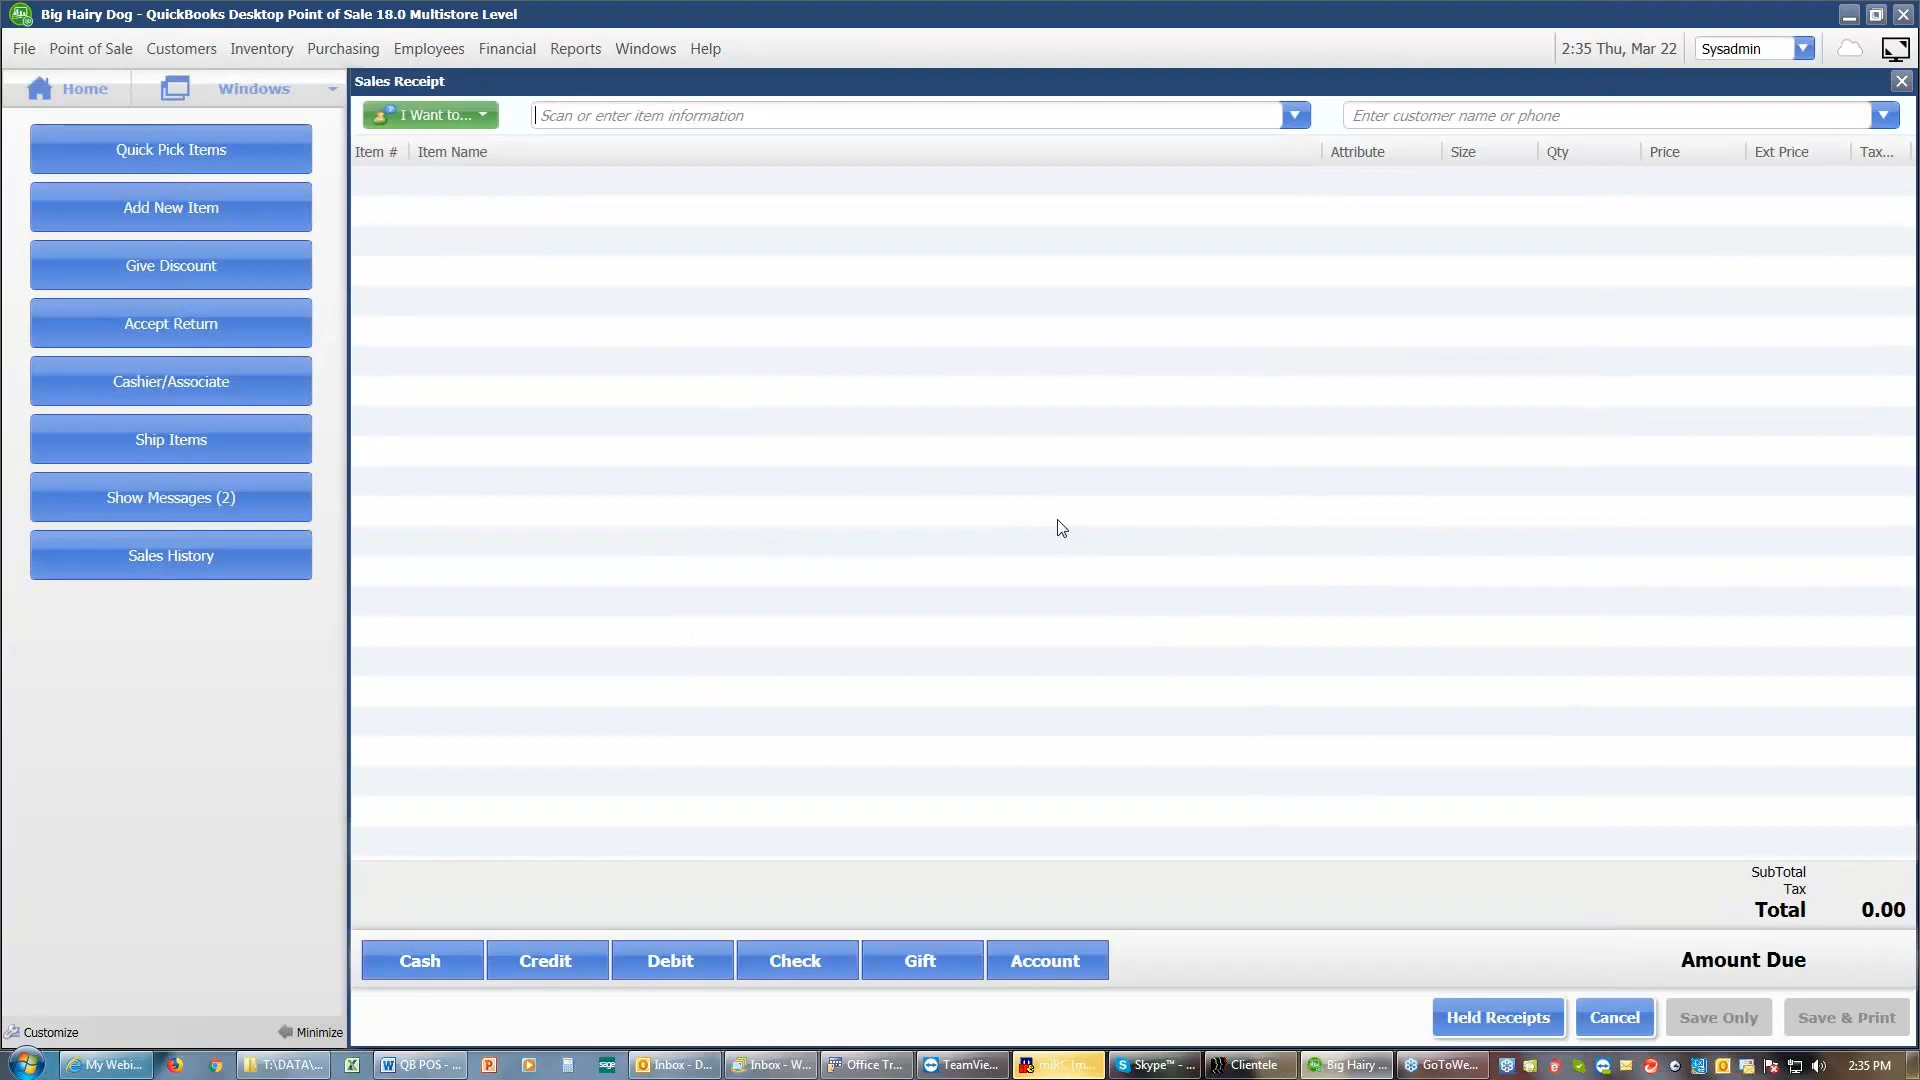 Big Hairy Dog - QuickBooks Desktop Point of Sale 18.0 Multistore Level
File Point of Sale Customers Inventory Purchasing Employees Financial Reports Windows Help
2:35 Thu, Mar 22 Sysadmin
Home Windows
Sales Receipt
I Want to... Scan or enter item information Enter customer name or phone
Item # Item Name Attribute Size Qty Price Ext Price Tax...
Quick Pick Items
Add New Item
Give Discount
Accept Return
Cashier/Associate
Ship Items
Show Messages (2)
Sales History
SubTotal
Tax
Total 0.00
Cash Credit Debit Check Gift Account Amount Due
Held Receipts Cancel Save Only Save & Print
Customize Minimize
My Webi... T:\DATA\... QB POS - ... Inbox - D... Inbox - W... Office Tr... TeamVie... mIRC [m... Skype™ - ... Clientele Big Hairy ... GoToWe... 2:35 PM